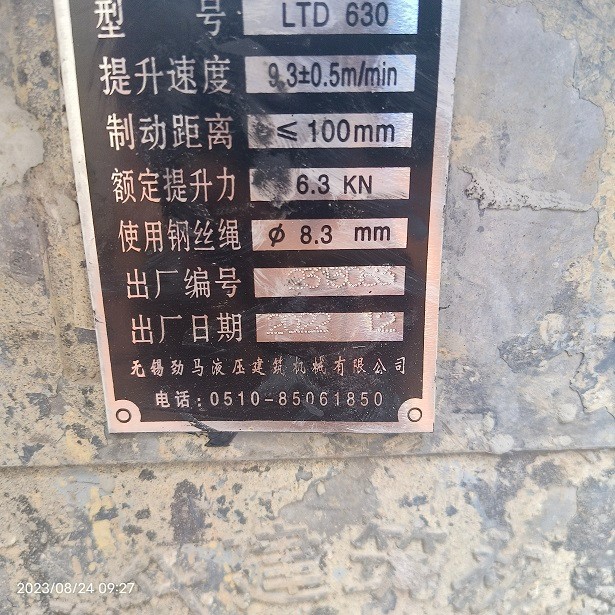 型 号 LTD 630
提升速度 9.3±0.5m/min
制动距离 ≤ 100mm
额定提升力 6.3 KN
使用钢丝绳 ϕ 8.3 mm
出厂编号
出厂日期
无锡劲马液压建筑机械有限公司
电话:0510-85061850
2023/08/24 09:27